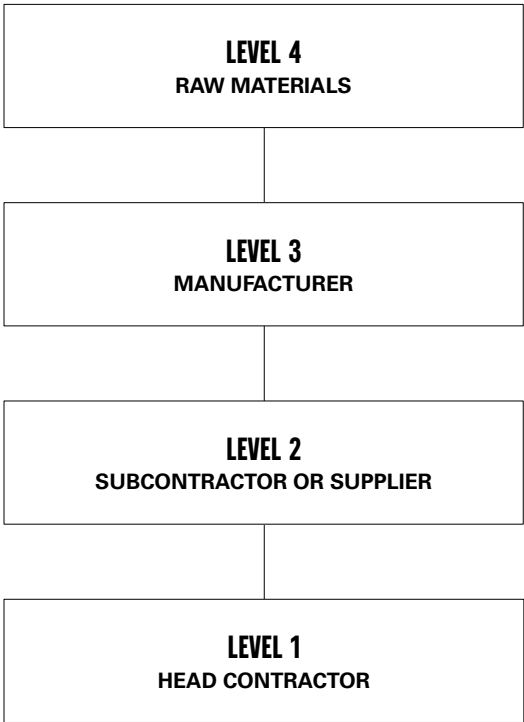 LEVEL 4
RAW MATERIALS
LEVEL 3
MANUFACTURER
LEVEL 2
SUBCONTRACTOR OR SUPPLIER
LEVEL 1
HEAD CONTRACTOR